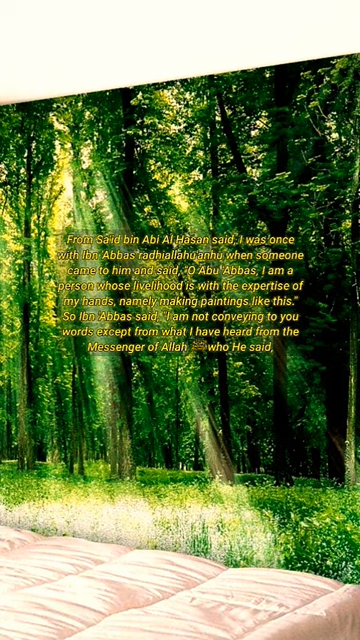 From Sa'id bin Abi Al Hasan said, I was once
with Ibn Abbas radhiallahu'anhu when someone
came to him and said, "O Abu 'Abbas, I am a
person whose livelihood is with the expertise of
my hands, namely making paintings like this."
So Ibn 'Abbas said, "I am not conveying to you
words except from what I have heard from the
Messenger of Allah ﷺ who He said,